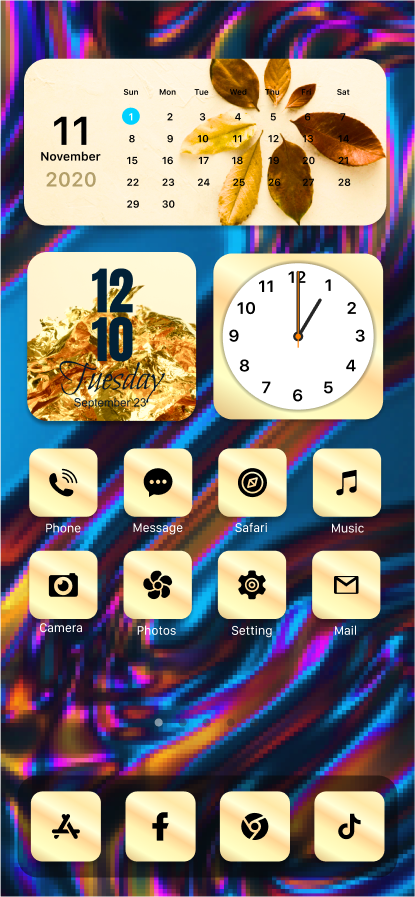 Sun Mon Tue Wed Thu Fri Sat
11
November
2020
1 2 3 4 5 6 7
8 9 10 11 12 13 14
15 16 17 18 19 20 21
22 23 24 25 26 27 28
29 30
12
10
Tuesday
September 23
12 1 2 3 4 5 6 7 8 9 10 11
Phone Message Safari Music
Camera Photos Setting Mail